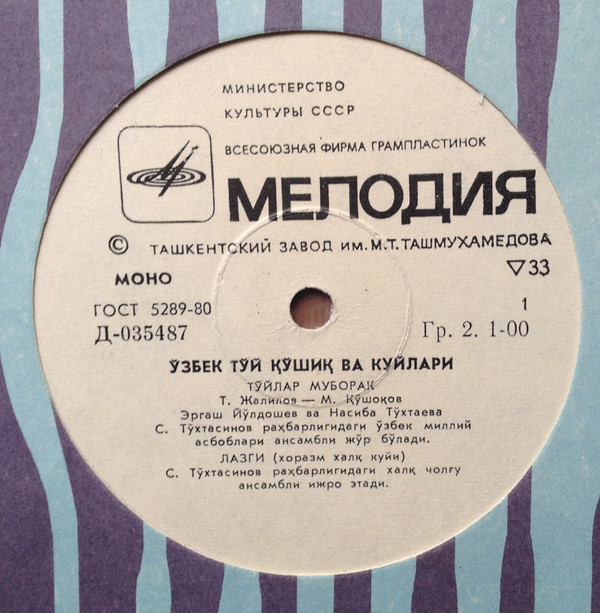 МИНИСТЕРСТВО
КУЛЬТУРЫ СССР
ВСЕСОЮЗНАЯ ФИРМА ГРАМПЛАСТИНОК
МЕЛОДИЯ
© ТАШКЕНТСКИЙ ЗАВОД ИМ. М.Т. ТАШМУХАМЕДОВА
МОНО
▽33
ГОСТ 5289-80
1
Д-035487
Гр. 2. 1-00
ЎЗБЕК ТЎЙ ҚЎШИҚ ВА КУЙЛАРИ
ТЎЙЛАР МУБОРАК
Т. Жалилов — М. Қўшоқов
Эргаш Йўлдошев ва Насиба Тўхтаева
С. Тўхтасинов раҳбарлигидаги ўзбек миллий
асбоблари ансамбли жўр бўлади.
ЛАЗГИ (хоразм халқ куйи)
С. Тўхтасинов раҳбарлигидаги халқ чолғу
ансамбли ижро этади.